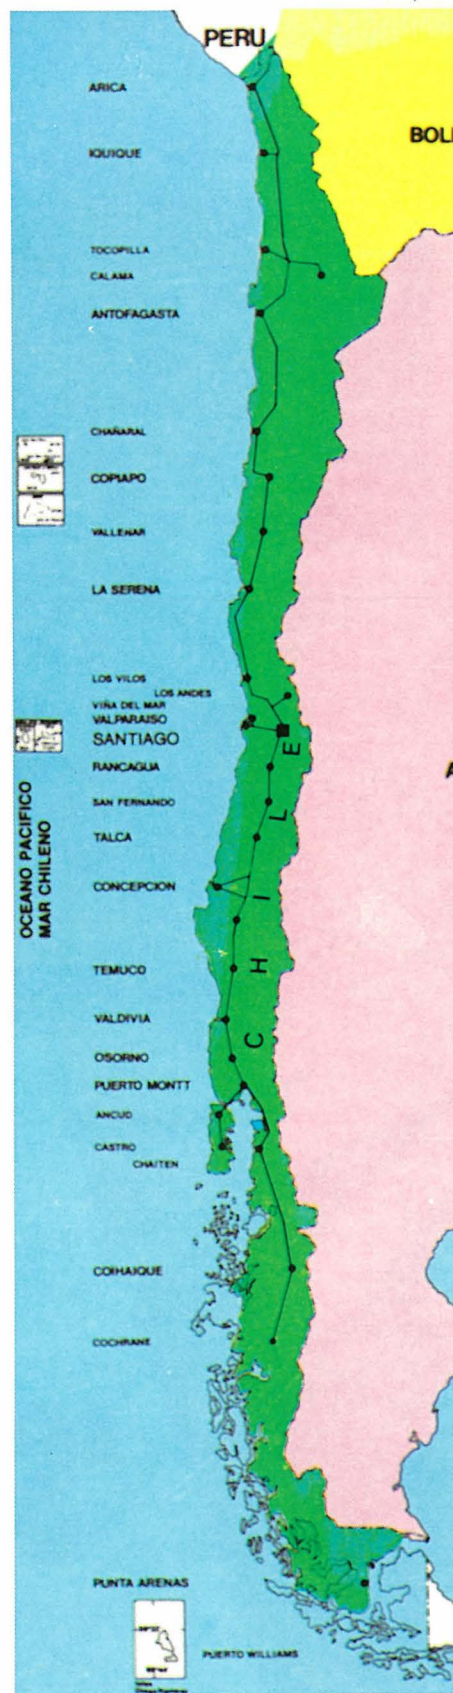 PERU
ARICA
BOLI
IQUIQUE
TOCOPILLA
CALAMA
ANTOFAGASTA
CHAÑARAL
COPIAPO
VALLENAR
LA SERENA
LOS VILOS
LOS ANDES
VIÑA DEL MAR
VALPARAISO
SANTIAGO
RANCAGUA
A
SAN FERNANDO
TALCA
CONCEPCION
OCEANO PACIFICO
MAR CHILENO
CHILE
TEMUCO
VALDIVIA
OSORNO
PUERTO MONTT
ANCUD
CASTRO
CHAITEN
COIHAIQUE
COCHRANE
PUNTA ARENAS
PUERTO WILLIAMS